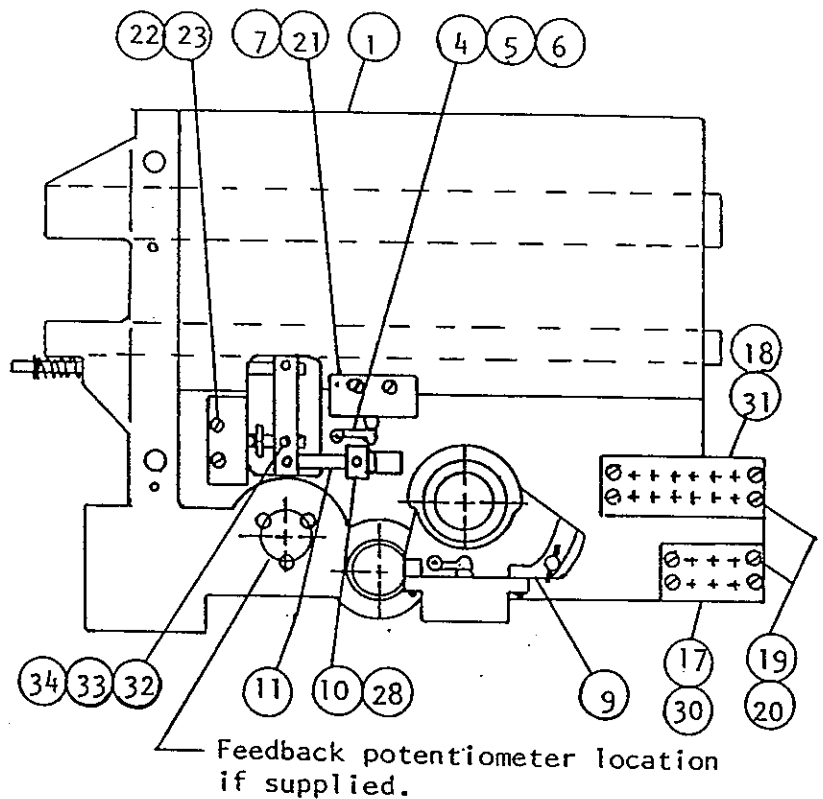 22 23 7 21 1 4 5 6
18
31
34 33 32 11 10 28 9 17 19
30 20
Feedback potentiometer location
if supplied.